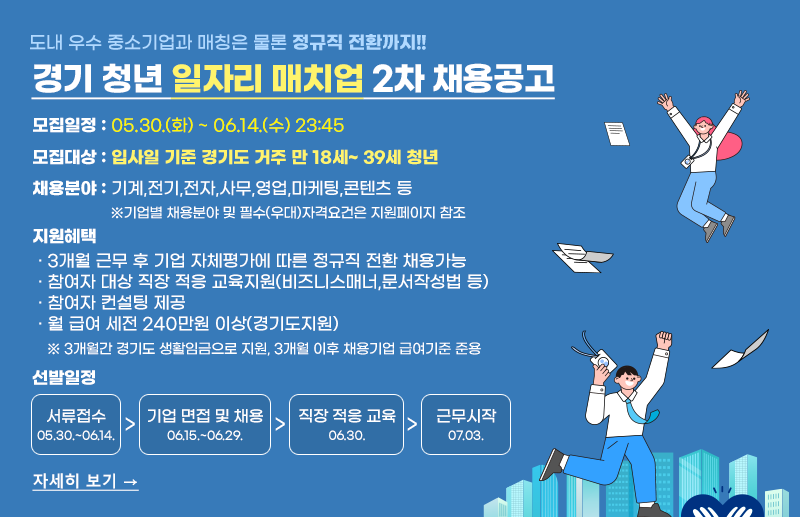 도내 우수 중소기업과 매칭은 물론 정규직 전환까지!!
경기 청년 일자리 매치업 2차 채용공고
모집일정 : 05.30.(화) ~ 06.14.(수) 23:45
모집대상 : 입사일 기준 경기도 거주 만 18세~ 39세 청년
채용분야 : 기계,전기,전자,사무,영업,마케팅,콘텐츠 등
※기업별 채용분야 및 필수(우대)자격요건은 지원페이지 참조
지원혜택
· 3개월 근무 후 기업 자체평가에 따른 정규직 전환 채용가능
· 참여자 대상 직장 적응 교육지원(비즈니스매너,문서작성법 등)
· 참여자 컨설팅 제공
· 월 급여 세전 240만원 이상(경기도지원)
※ 3개월간 경기도 생활임금으로 지원, 3개월 이후 채용기업 급여기준 준용
선발일정
서류접수 > 기업 면접 및 채용 > 직장 적응 교육 > 근무시작
05.30.~06.14. 06.15.~06.29. 06.30. 07.03.
자세히 보기 →